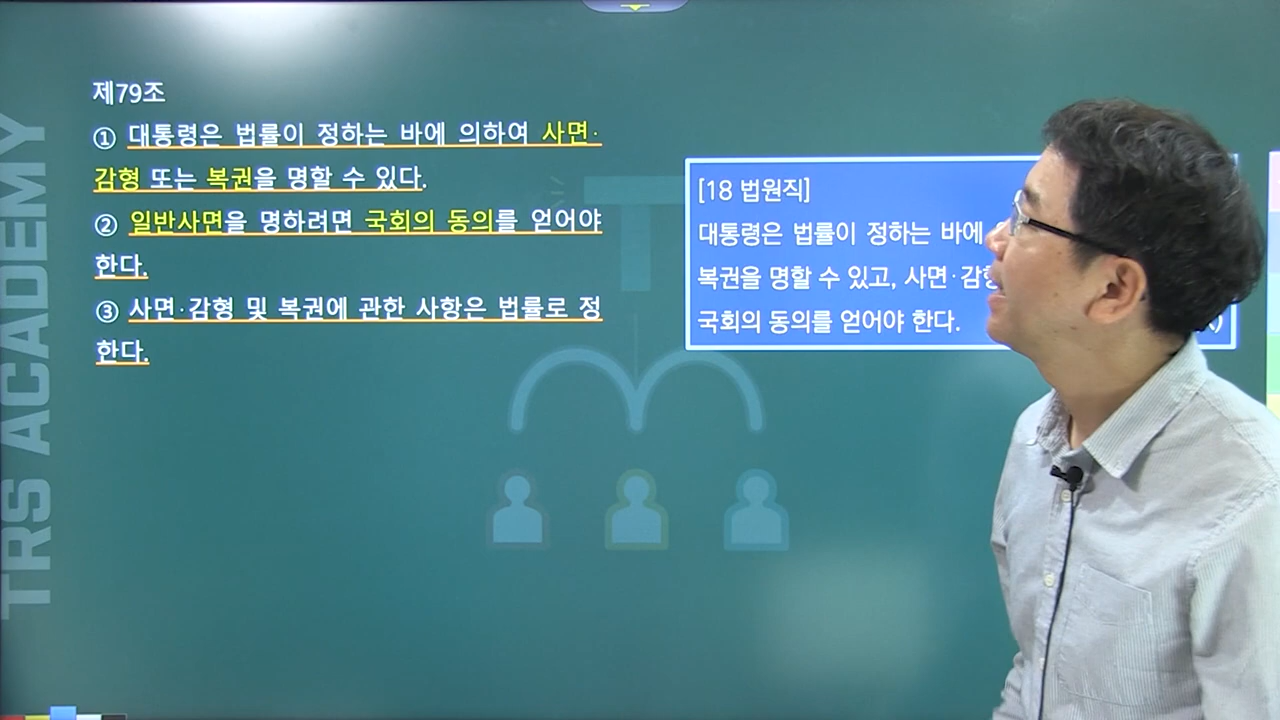 제79조
① 대통령은 법률이 정하는 바에 의하여 사면·
감형 또는 복권을 명할 수 있다.
② 일반사면을 명하려면 국회의 동의를 얻어야
한다.
③ 사면·감형 및 복권에 관한 사항은 법률로 정
한다.
[18 법원직]
대통령은 법률이 정하는 바에
복권을 명할 수 있고, 사면·감형
국회의 동의를 얻어야 한다.
TRS ACADEMY